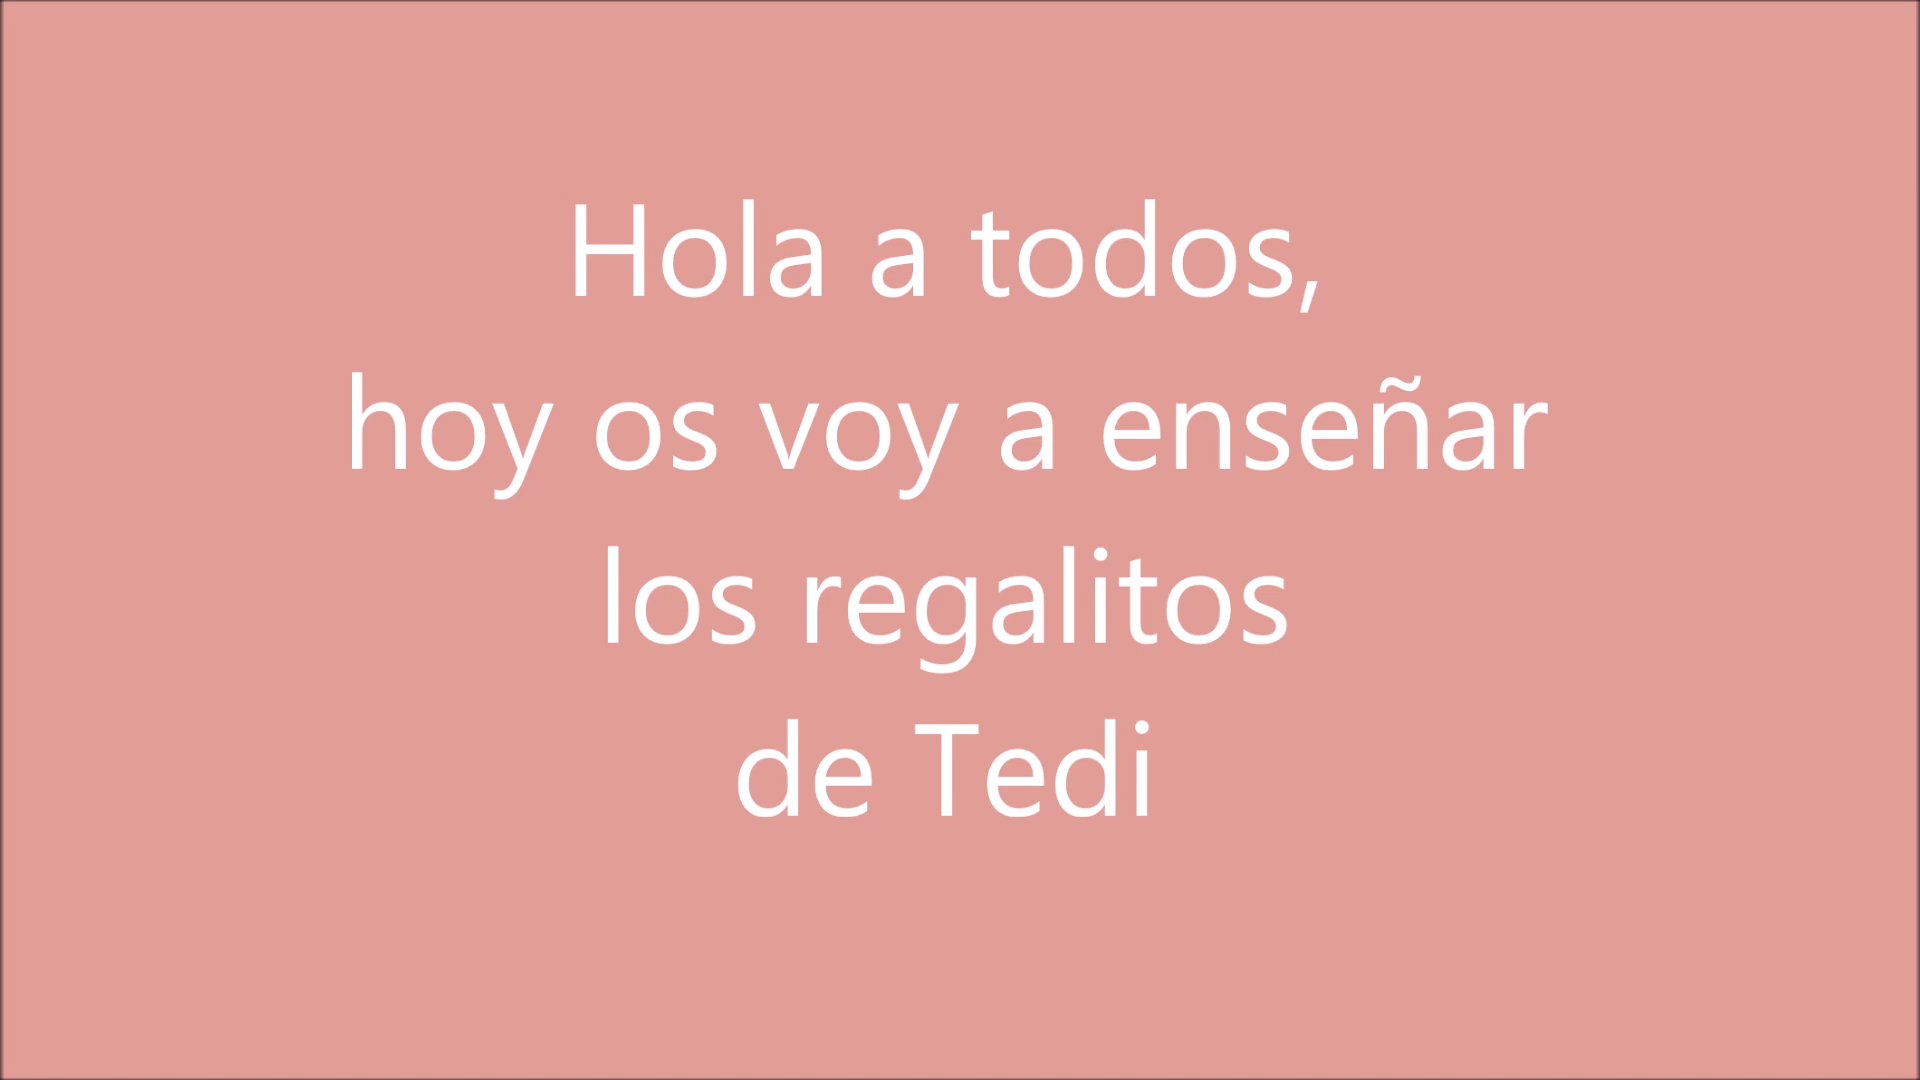 Hola a todos,
hoy os voy a enseñar
los regalitos
de Tedi